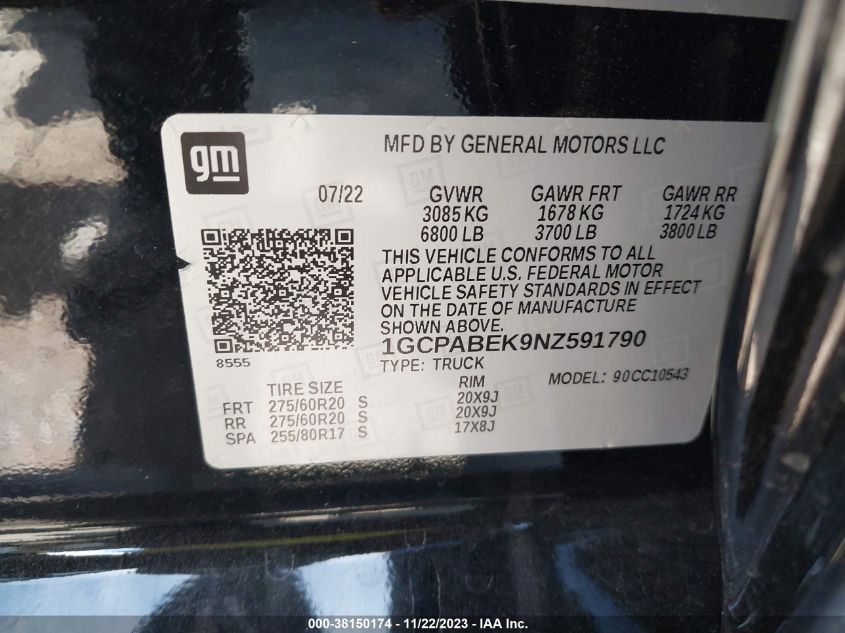 gm
MFD BY GENERAL MOTORS LLC
07/22 GVWR GAWR FRT GAWR RR
3085 KG 1678 KG 1724 KG
6800 LB 3700 LB 3800 LB
THIS VEHICLE CONFORMS TO ALL
APPLICABLE U.S. FEDERAL MOTOR
VEHICLE SAFETY STANDARDS IN EFFECT
ON THE DATE OF MANUFACTURE
SHOWN ABOVE.
1GCPABEK9NZ591790
8555
TYPE: TRUCK MODEL: 90CC10543
TIRE SIZE RIM
FRT 275/60R20 S 20X9J
RR 275/60R20 S 20X9J
SPA 255/80R17 S 17X8J
000-38150174 - 11/22/2023 - IAA Inc.